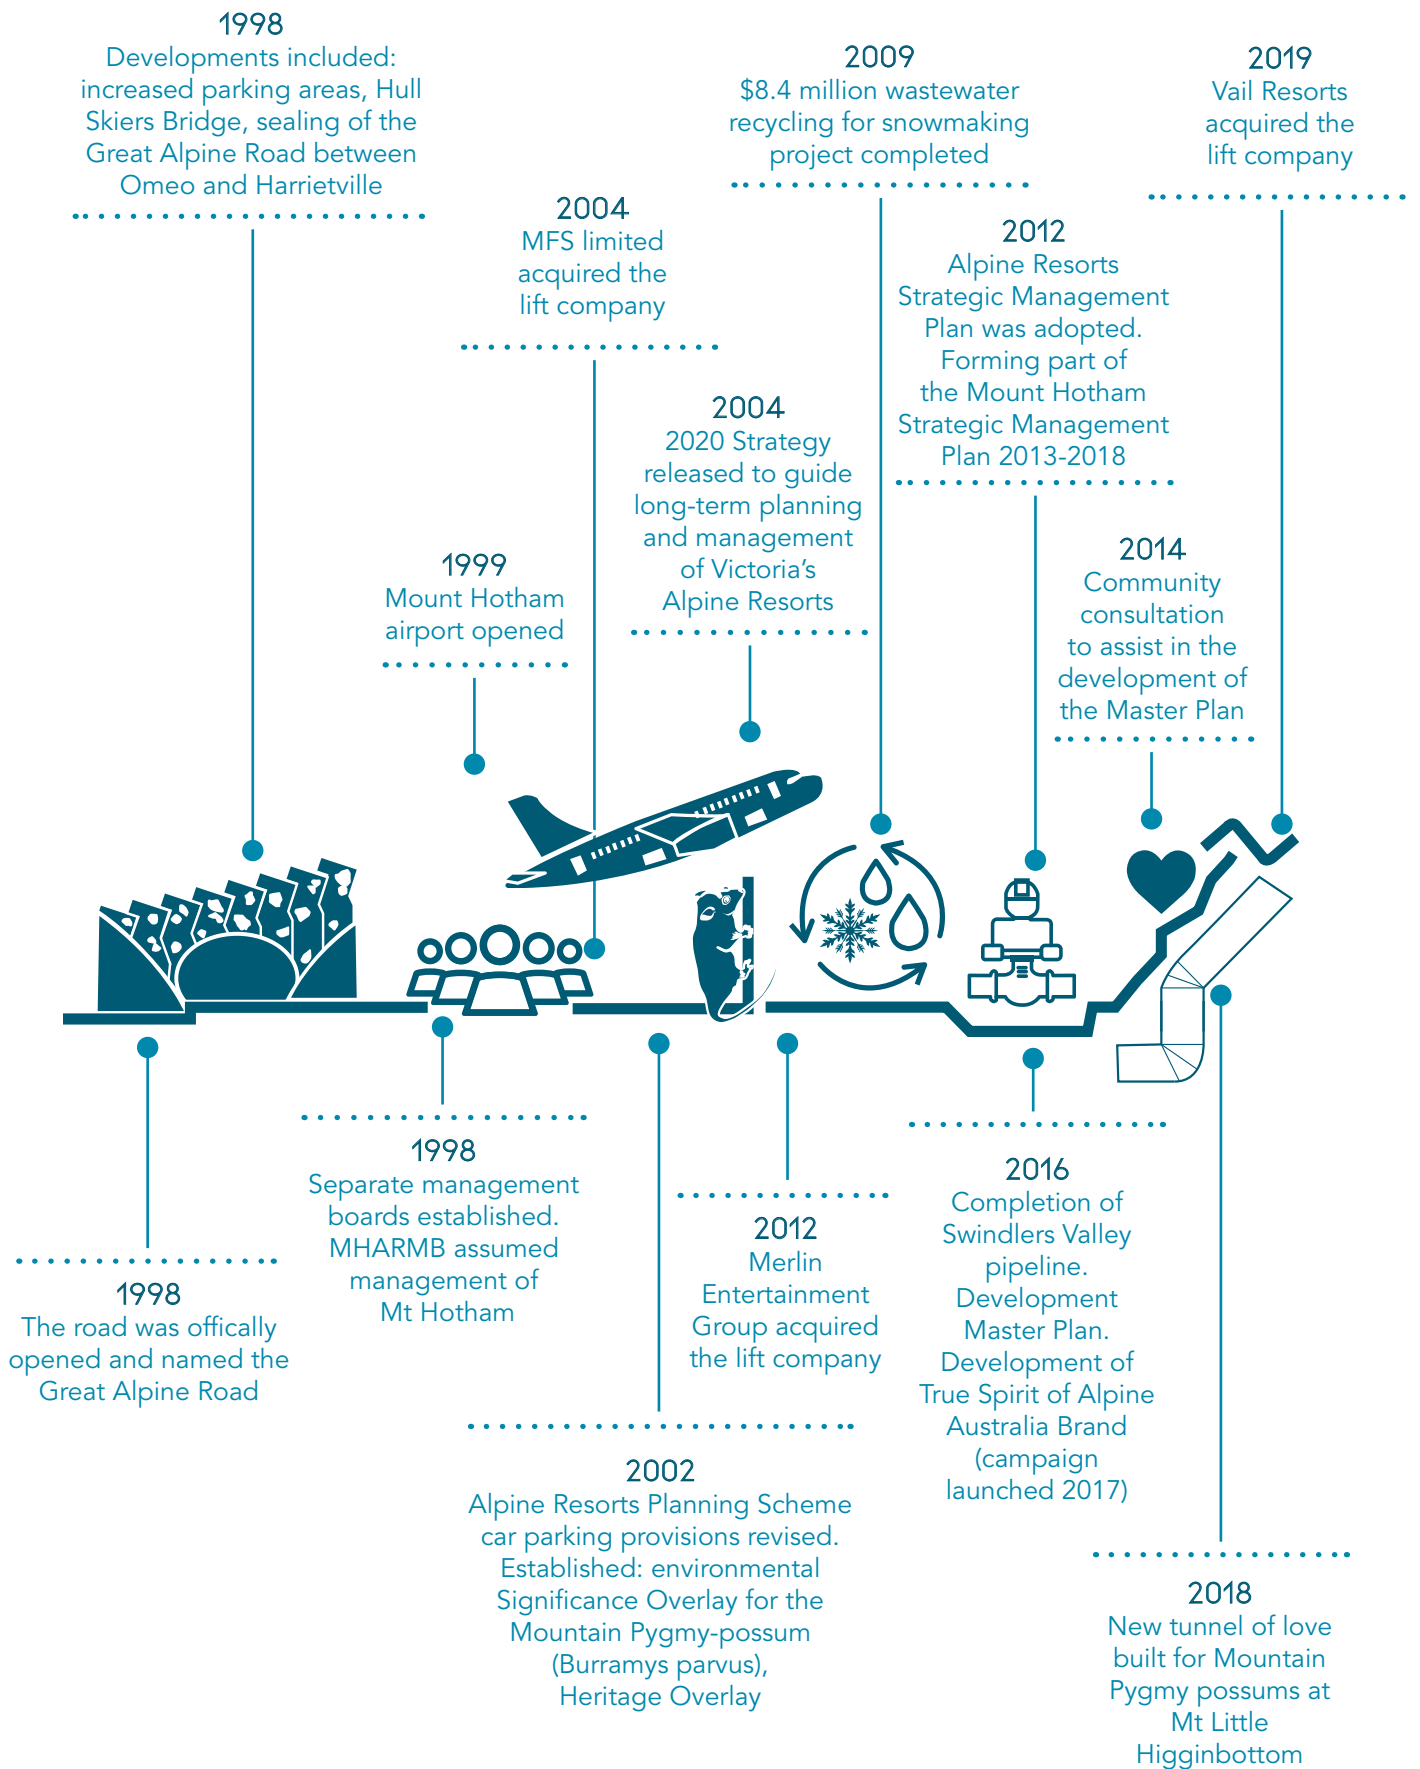 1998
Developments included:
increased parking areas, Hull
Skiers Bridge, sealing of the
Great Alpine Road between
Omeo and Harrietville
2004
MFS limited
acquired the
lift company
2009
$8.4 million wastewater
recycling for snowmaking
project completed
2019
Vail Resorts
acquired the
lift company
2012
Alpine Resorts
Strategic Management
Plan was adopted.
Forming part of
the Mount Hotham
Strategic Management
Plan 2013-2018
2004
2020 Strategy
released to guide
long-term planning
and management
of Victoria's
Alpine Resorts
1999
Mount Hotham
airport opened
2014
Community
consultation
to assist in the
development of
the Master Plan
1998
The road was offically
opened and named the
Great Alpine Road
1998
Separate management
boards established.
MHARMB assumed
management of
Mt Hotham
2012
Merlin
Entertainment
Group acquired
the lift company
2016
Completion of
Swindlers Valley
pipeline.
Development
Master Plan.
Development of
True Spirit of Alpine
Australia Brand
(campaign
launched 2017)
2002
Alpine Resorts Planning Scheme
car parking provisions revised.
Established: environmental
Significance Overlay for the
Mountain Pygmy-possum
(Burramys parvus),
Heritage Overlay
2018
New tunnel of love
built for Mountain
Pygmy possums at
Mt Little
Higginbottom